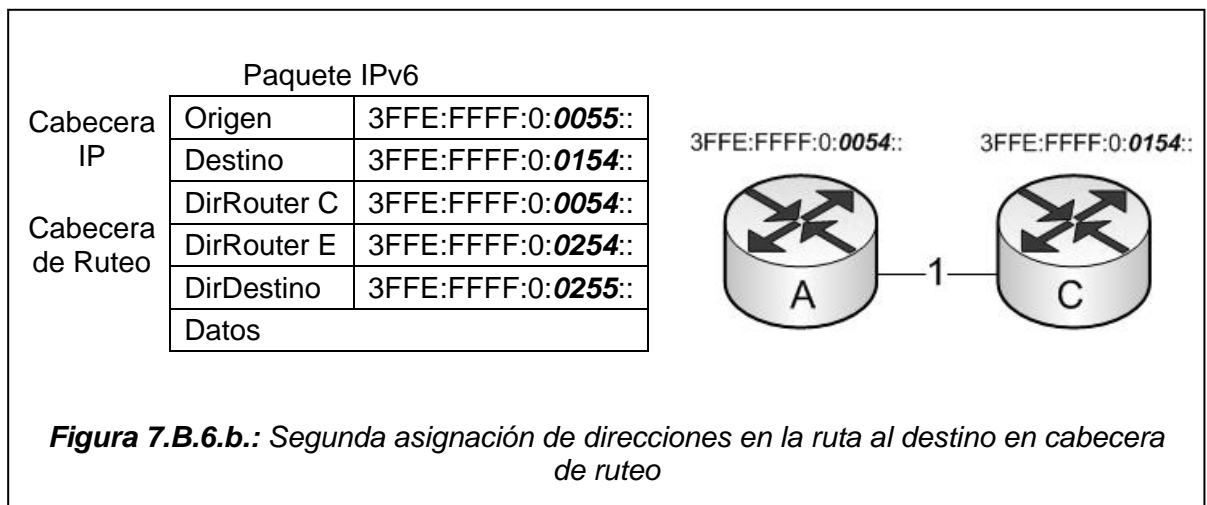 Paquete IPv6
Cabecera IP
Origen 3FFE:FFFF:0:0055::
Destino 3FFE:FFFF:0:0154::
Cabecera de Ruteo
DirRouter C 3FFE:FFFF:0:0054::
DirRouter E 3FFE:FFFF:0:0254::
DirDestino 3FFE:FFFF:0:0255::
Datos
3FFE:FFFF:0:0054:: 3FFE:FFFF:0:0154::
A 1 C
Figura 7.B.6.b.: Segunda asignación de direcciones en la ruta al destino en cabecera
de ruteo